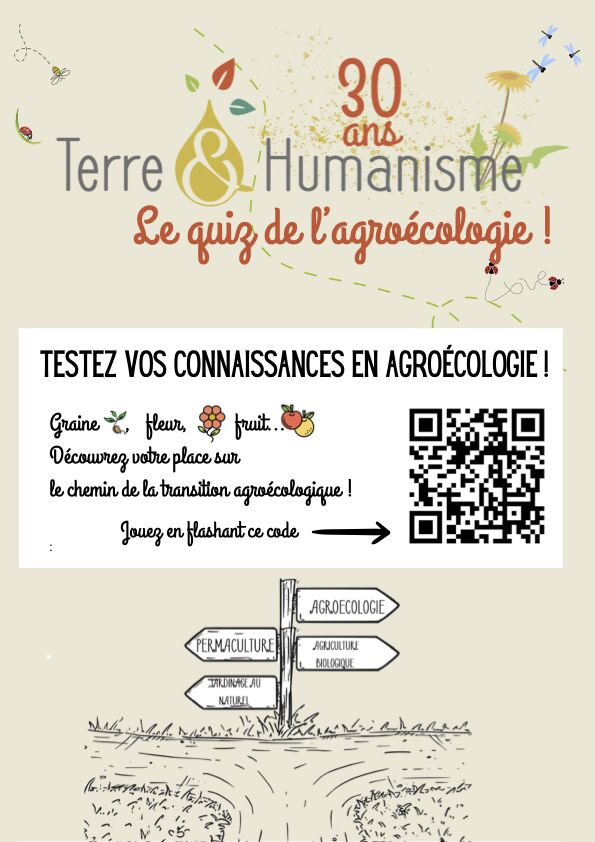 30
ans
Terre & Humanisme
Le quiz de l'agroécologie !
Love
TESTEZ VOS CONNAISSANCES EN AGROÉCOLOGIE !
Graine , fleur, fruit...
Découvrez votre place sur
le chemin de la transition agroécologique !
Jouez en flashant ce code
:
AGROECOLOGIE
PERMACULTURE
AGRICULTURE
BIOLOGIQUE
JARDINAGE AU
NATUREL